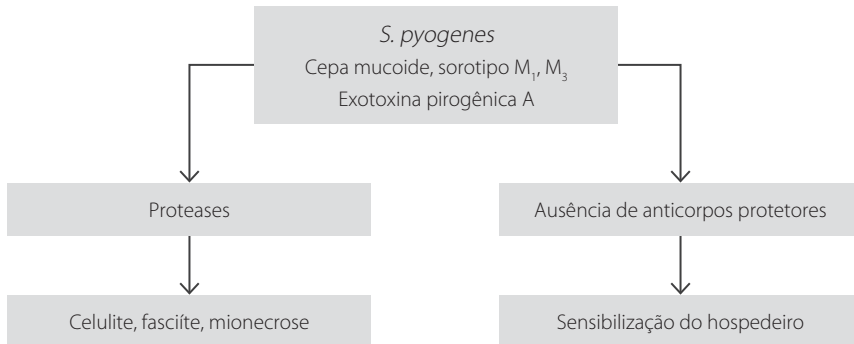 S. pyogenes
Cepa mucoide, sorotipo M₁, M₃
Exotoxina pirogênica A
Proteases
Ausência de anticorpos protetores
Celulite, fasciíte, mionecrose
Sensibilização do hospedeiro